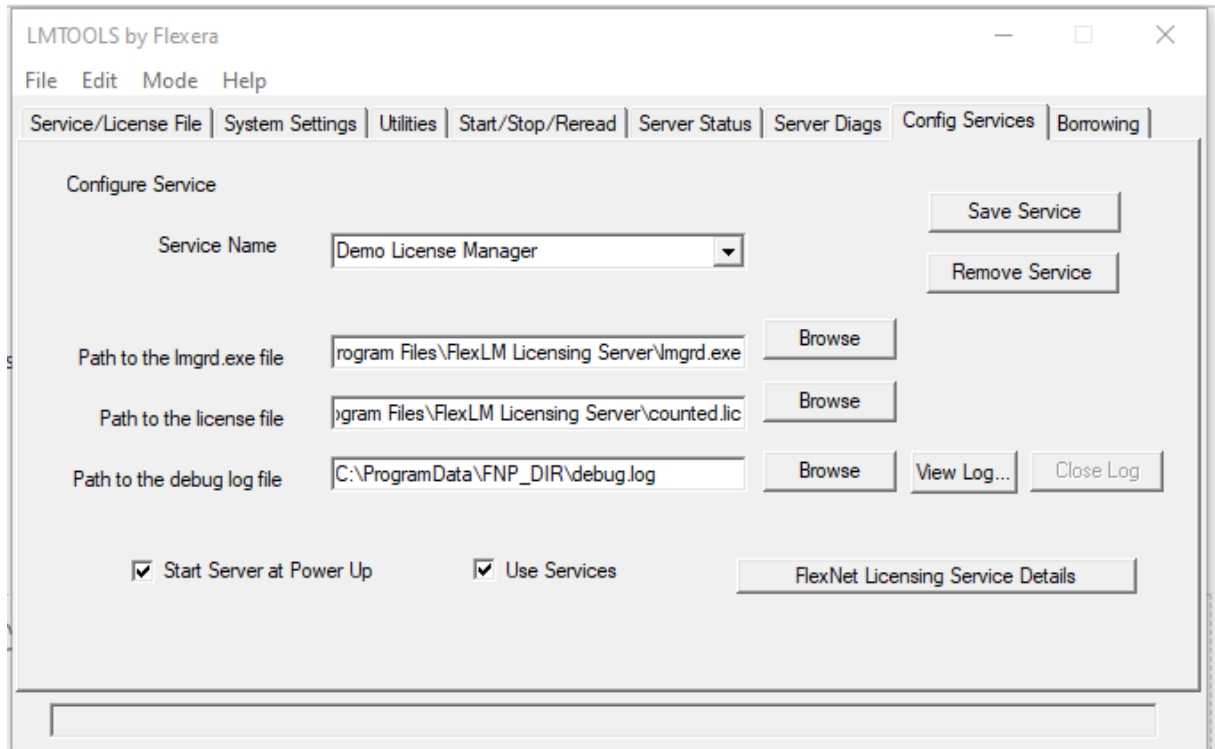 LMTOOLS by Flexera
File Edit Mode Help
Service/License File System Settings Utilities Start/Stop/Reread Server Status Server Diags Config Services Borrowing
Configure Service
Save Service
Service Name Demo License Manager
Remove Service
Path to the lmgrd.exe file rogram Files\FlexLM Licensing Server\lmgrd.exe Browse
Path to the license file ogram Files\FlexLM Licensing Server\counted.lic Browse
Path to the debug log file C:\ProgramData\FNP_DIR\debug.log Browse View Log... Close Log
Start Server at Power Up Use Services FlexNet Licensing Service Details